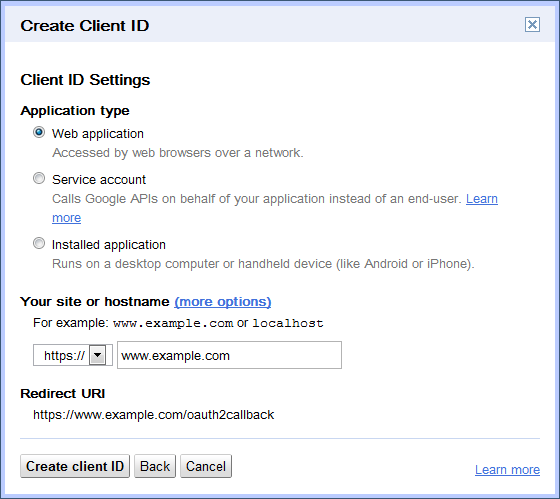 Create Client ID
Client ID Settings
Application type
Web application
Accessed by web browsers over a network.
Service account
Calls Google APIs on behalf of your application instead of an end-user. Learn
more
Installed application
Runs on a desktop computer or handheld device (like Android or iPhone).
Your site or hostname (more options)
For example: www.example.com or localhost
https:// www.example.com
Redirect URI
https://www.example.com/oauth2callback
Create client ID Back Cancel Learn more